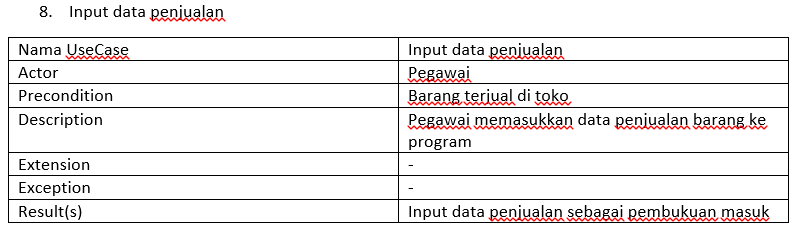 8. Input data penjualan
Nama UseCase Input data penjualan
Actor Pegawai
Precondition Barang terjual di toko
Description Pegawai memasukkan data penjualan barang ke
program
Extension -
Exception -
Result(s) Input data penjualan sebagai pembukuan masuk